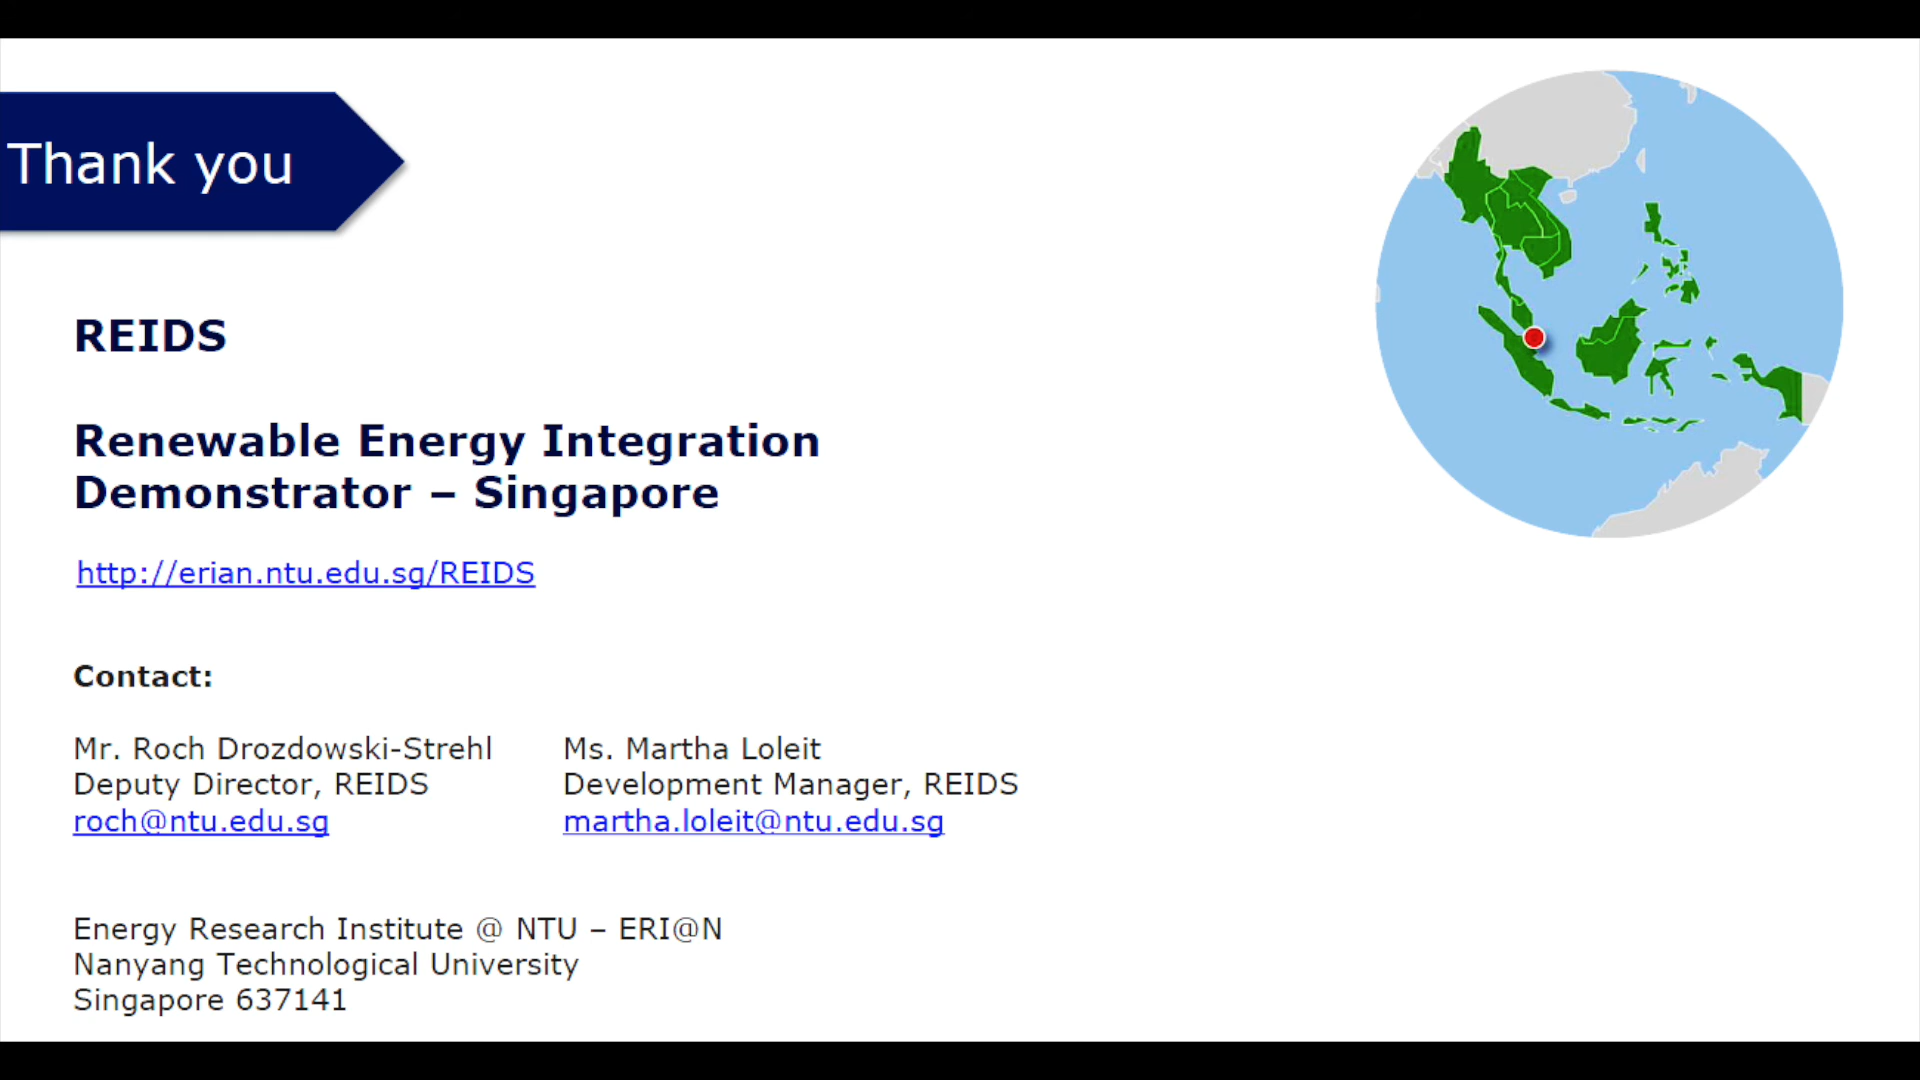 Thank you
REIDS
Renewable Energy Integration
Demonstrator – Singapore
http://erian.ntu.edu.sg/REIDS
Contact:
Mr. Roch Drozdowski-Strehl
Deputy Director, REIDS
roch@ntu.edu.sg
Ms. Martha Loleit
Development Manager, REIDS
martha.loleit@ntu.edu.sg
Energy Research Institute @ NTU – ERI@N
Nanyang Technological University
Singapore 637141